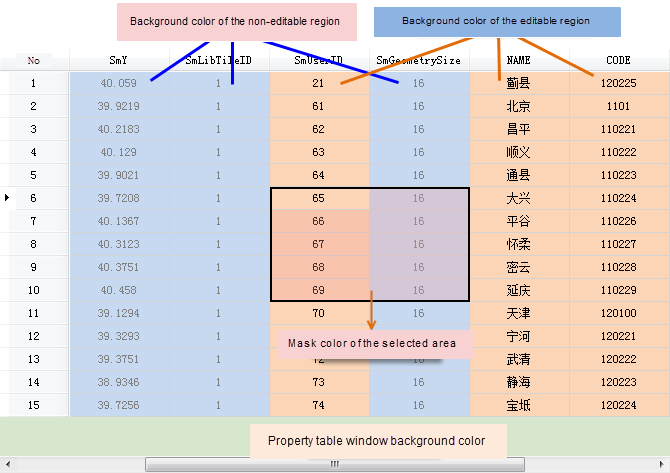 Background color of the non-editable region
Background color of the editable region
No SmY SmLibTileID SmUserID SmGeometrySize NAME CODE
1 40.059 1 21 16 蓟县 120225
2 39.9219 1 61 16 北京 1101
3 40.2183 1 62 16 昌平 110221
4 40.129 1 63 16 顺义 110222
5 39.9021 1 64 16 通县 110223
6 39.7208 1 65 16 大兴 110224
7 40.1367 1 66 16 平谷 110226
8 40.3123 1 67 16 怀柔 110227
9 40.3751 1 68 16 密云 110228
10 40.458 1 69 16 延庆 110229
11 39.1294 1 70 16 天津 120100
12 39.3293 1 宁河 120221
Mask color of the selected area
13 39.3751 1 72 16 武清 120222
14 38.9346 1 73 16 静海 120223
15 39.7256 1 74 16 宝坻 120224
Property table window background color